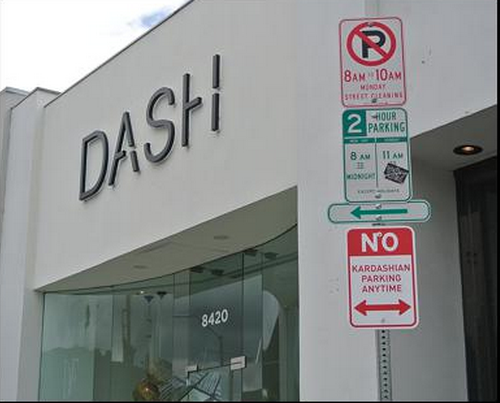 DASH
8420
P
8AM TO 10AM
MONDAY
STREET CLEANING
2 HOUR
PARKING
8 AM
TO
MIDNIGHT
11 AM
NO
KARDASHIAN
PARKING
ANYTIME